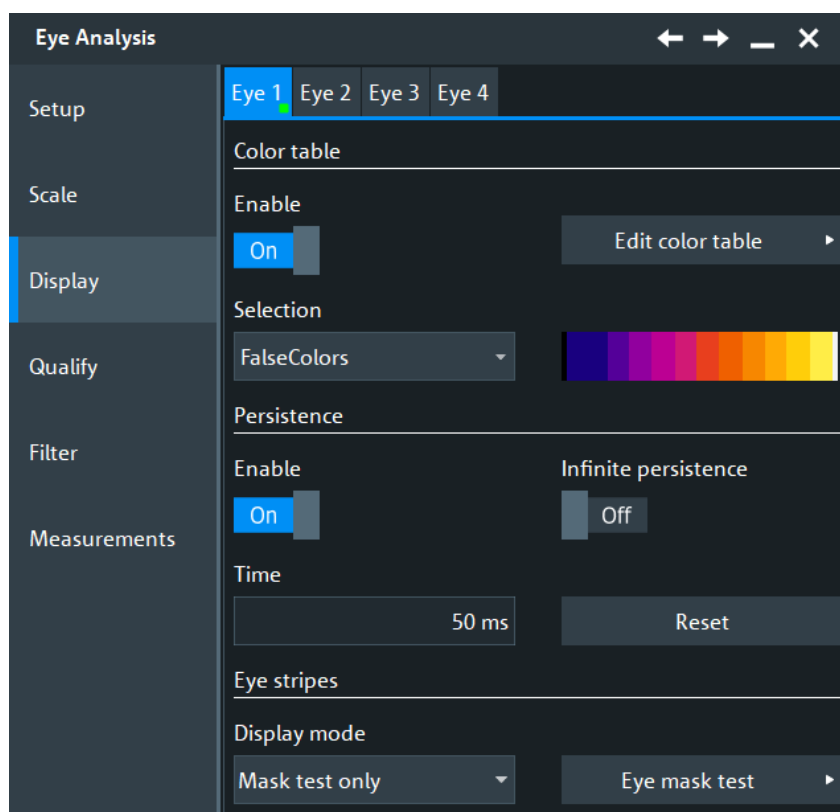 Eye Analysis
Setup
Scale
Display
Qualify
Filter
Measurements
Eye 1 Eye 2 Eye 3 Eye 4
Color table
Enable
On
Edit color table
Selection
FalseColors
Persistence
Enable
Infinite persistence
On
Off
Time
50 ms
Reset
Eye stripes
Display mode
Mask test only
Eye mask test